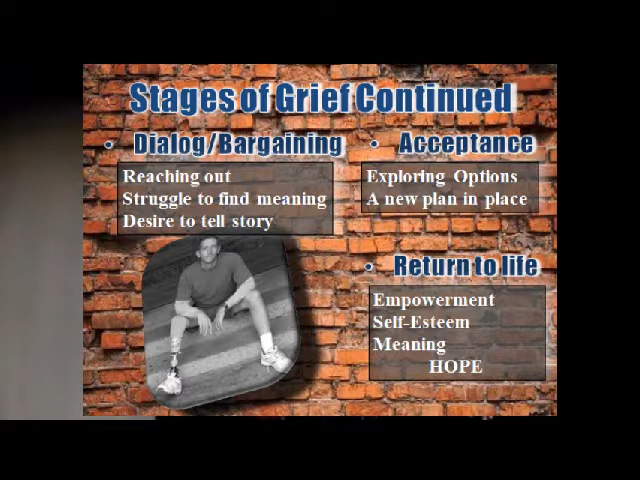 Stages of Grief Continued
• Dialog/Bargaining
Reaching out
Struggle to find meaning
Desire to tell story
• Acceptance
Exploring Options
A new plan in place
• Return to life
Empowerment
Self-Esteem
Meaning
HOPE